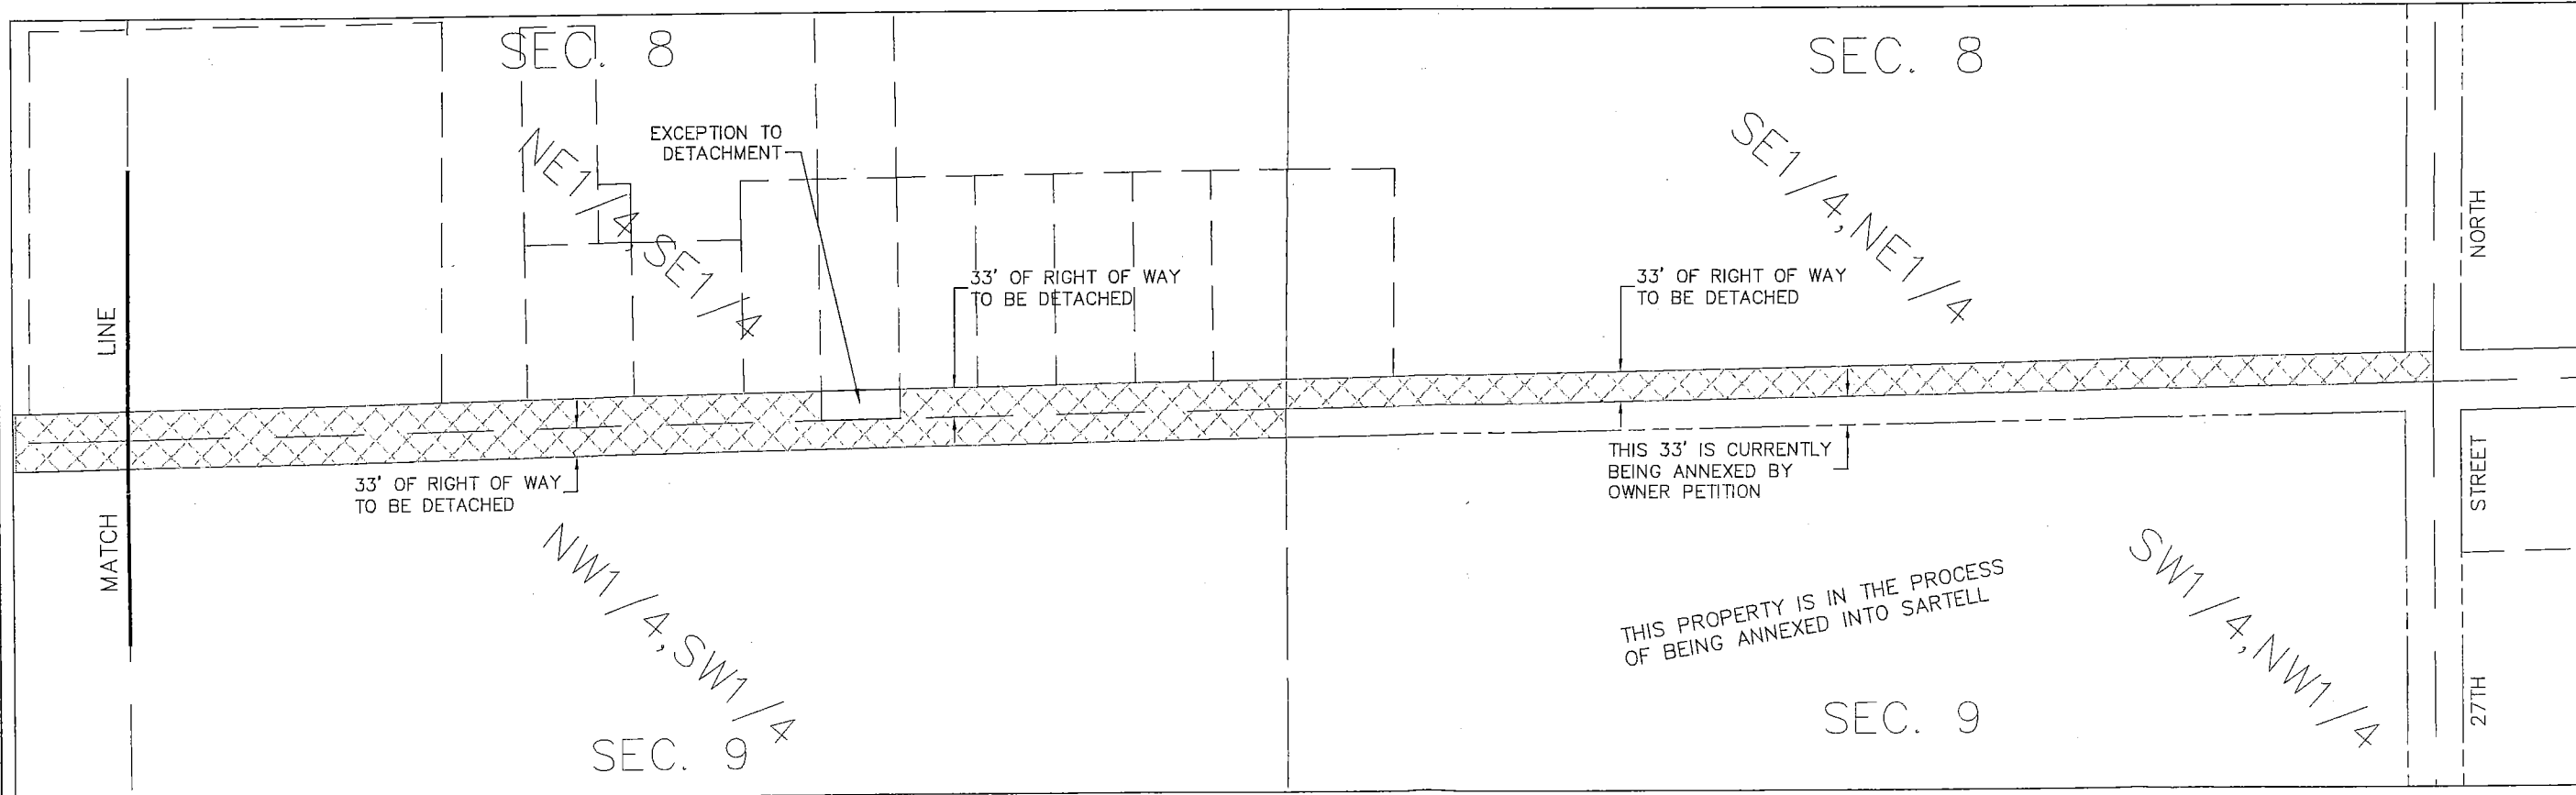 SEC. 8
SEC. 8
EXCEPTION TO
DETACHMENT
NE1/4, SE1/4
SE1/4, NE1/4
NORTH
LINE
33' OF RIGHT OF WAY
TO BE DETACHED
33' OF RIGHT OF WAY
TO BE DETACHED
33' OF RIGHT OF WAY
TO BE DETACHED
THIS 33' IS CURRENTLY
BEING ANNEXED BY
OWNER PETITION
STREET
MATCH
NW1/4, SW1/4
THIS PROPERTY IS IN THE PROCESS
OF BEING ANNEXED INTO SARTELL
SW1/4, NW1/4
27TH
SEC. 9
SEC. 9